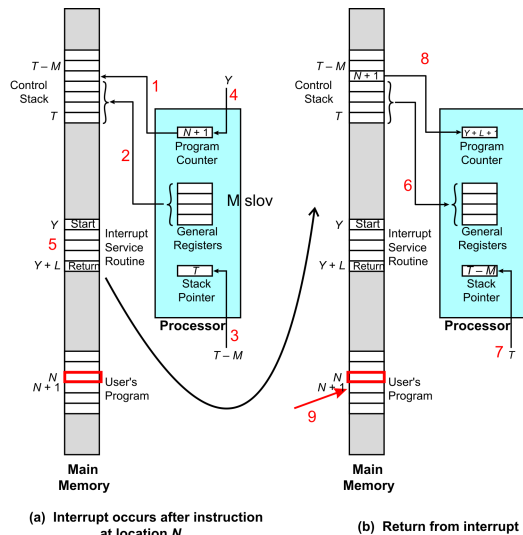 T – M
Control
Stack
T
1
2
Y
4
N + 1
Program
Counter
M slov
General
Registers
T
Stack
Pointer
Processor
3
T – M
Y
Start
5
Interrupt
Service
Routine
Y + L
Return
N
N + 1
User's
Program
Main
Memory
(a) Interrupt occurs after instruction
at location N
T – M
N + 1
Control
Stack
T
8
6
Y + L + 1
Program
Counter
General
Registers
T – M
Stack
Pointer
Processor
7
T
Y
Start
Interrupt
Service
Routine
Y + L
Return
N
N + 1
9
User's
Program
Main
Memory
(b) Return from interrupt